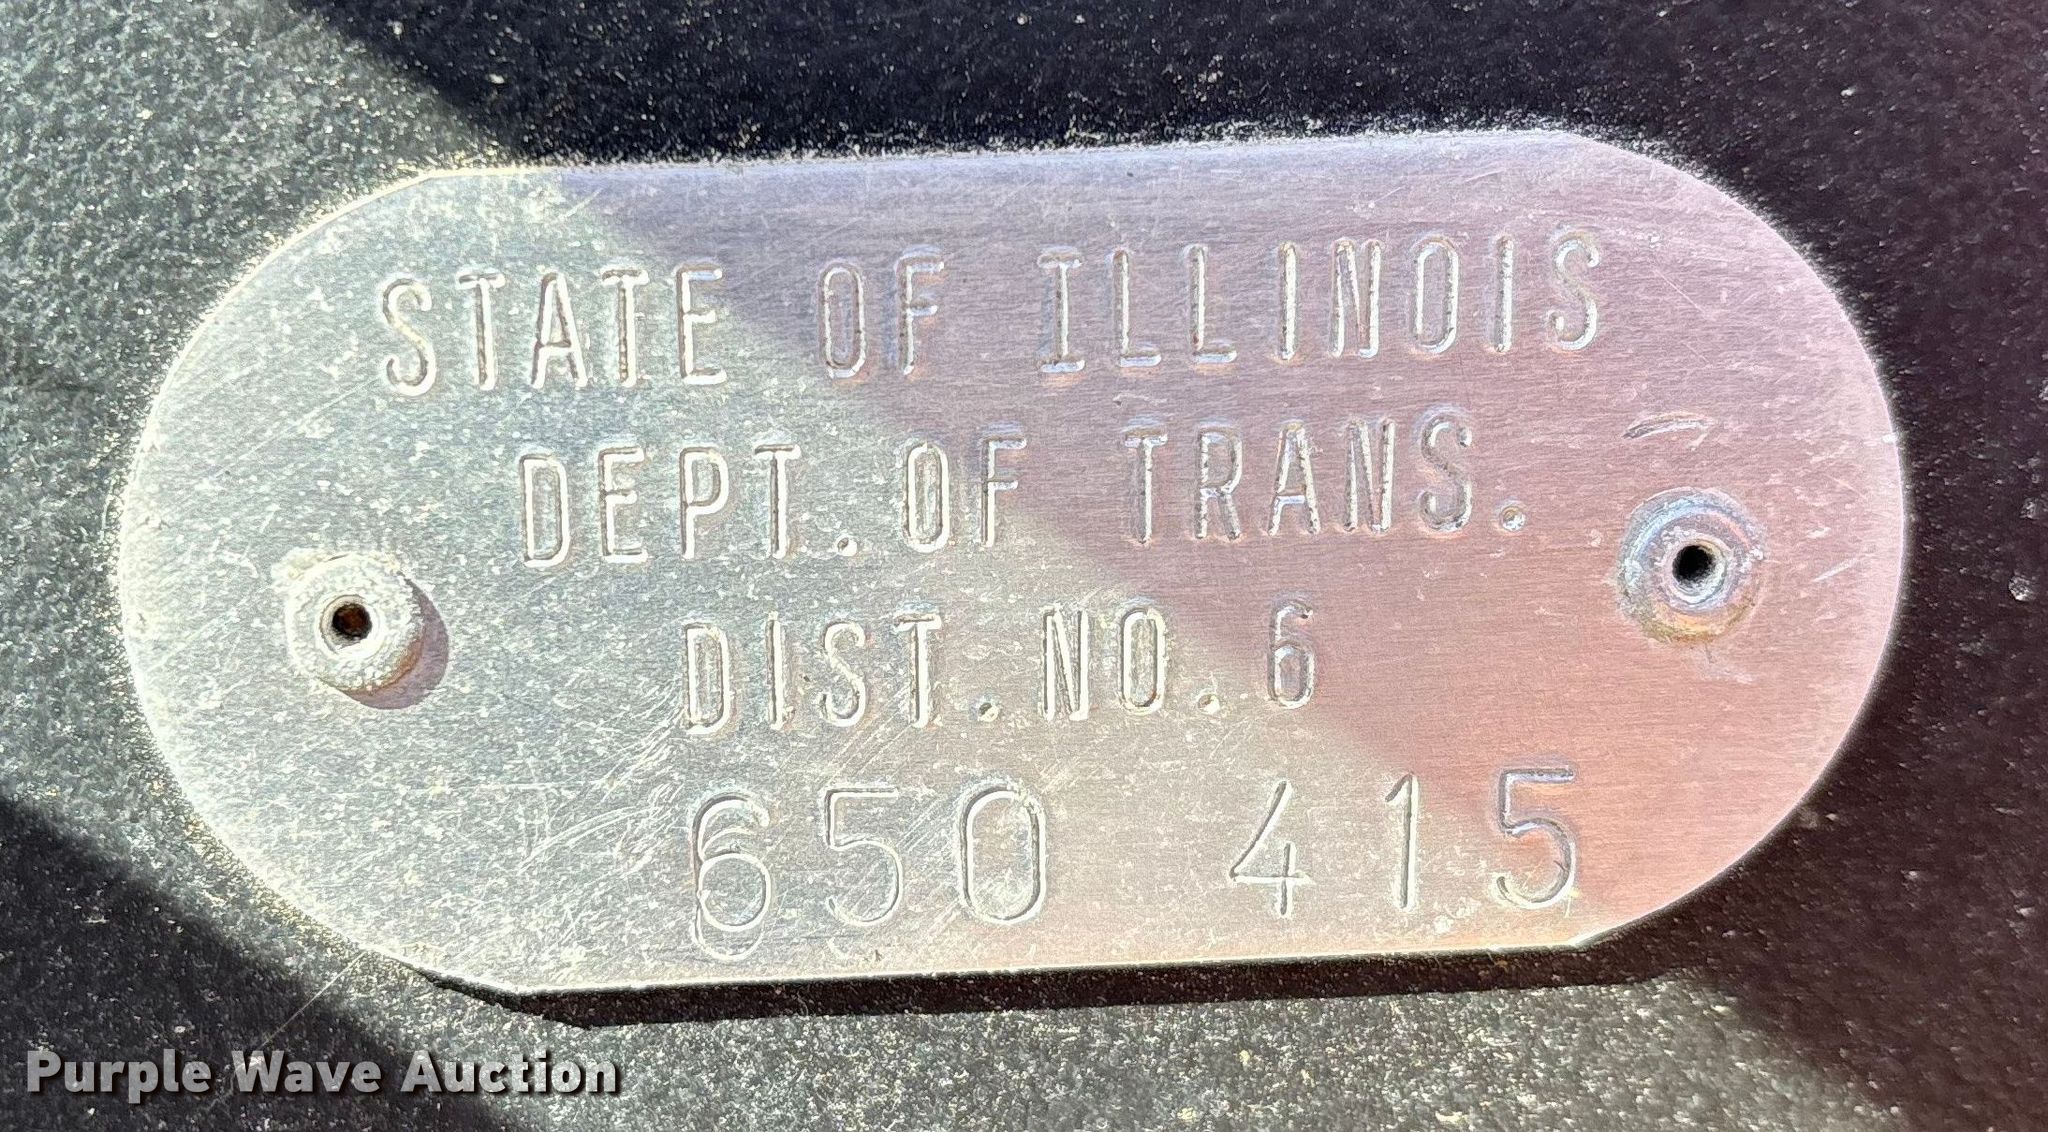 STATE OF ILLINOIS
DEPT. OF TRANS.
DIST. NO. 6
650 415
Purple Wave Auction